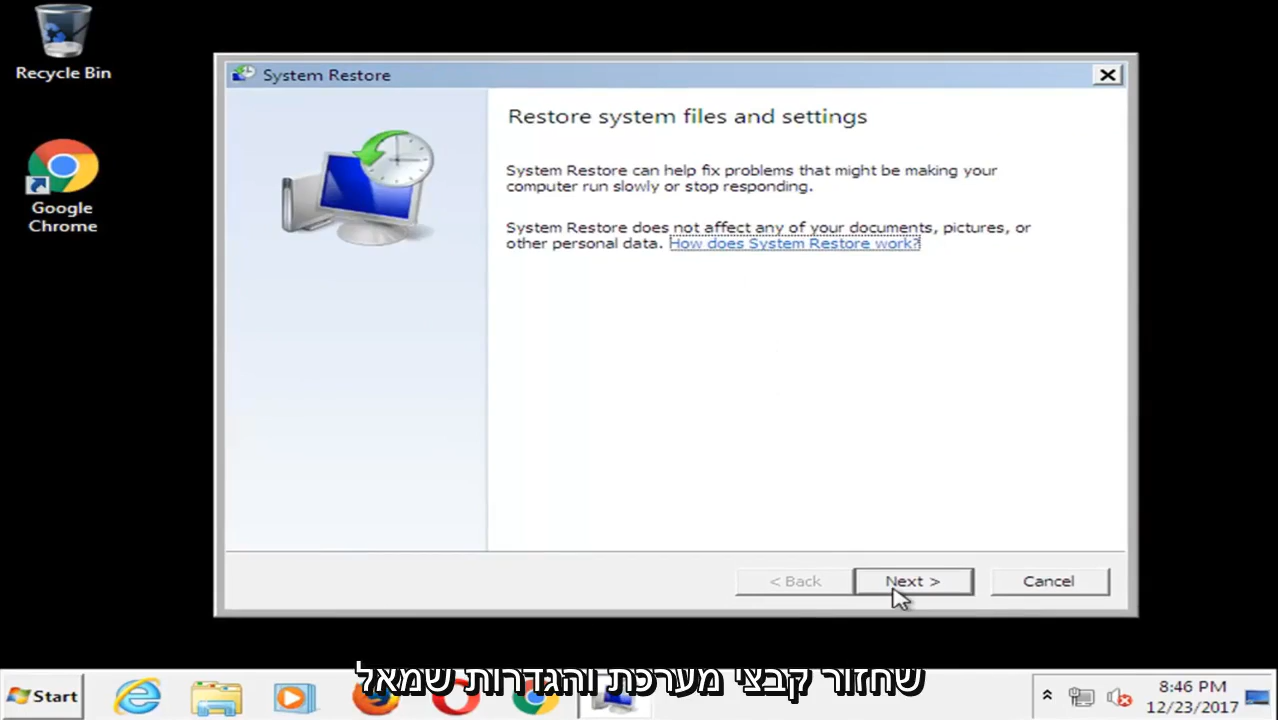 Recycle Bin
Google
Chrome
System Restore
Restore system files and settings
System Restore can help fix problems that might be making your
computer run slowly or stop responding.
System Restore does not affect any of your documents, pictures, or
other personal data. How does System Restore work?
< Back
Next >
Cancel
שחזור קבצי מערכת והגדרות שמאל
Start
8:46 PM
12/23/2017